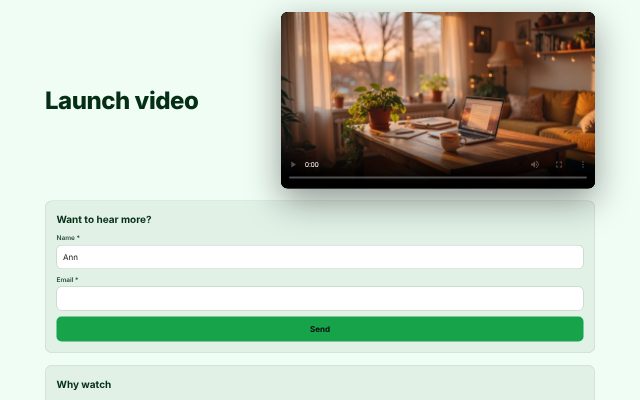 Launch video
0:00
Want to hear more?
Name *
Ann
Email *
Send
Why watch